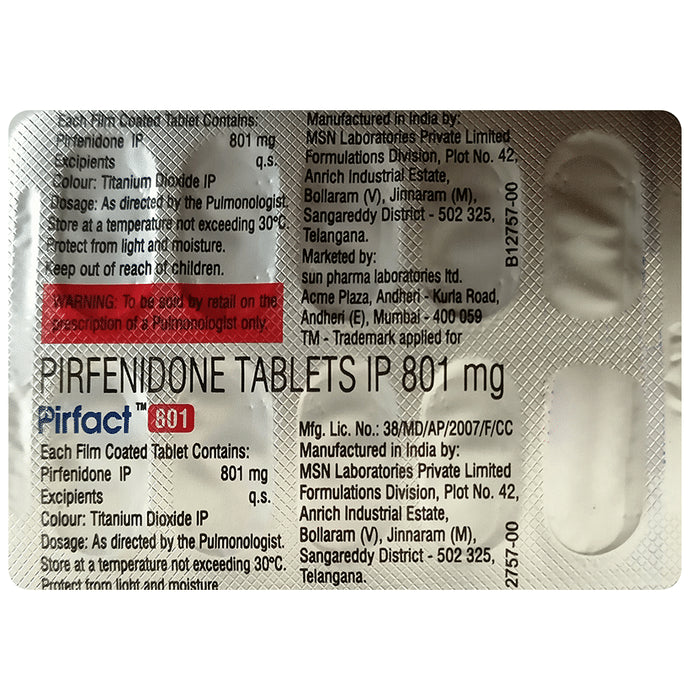 Each Film Coated Tablet Contains:
Pirfenidone IP 801 mg
Excipients q.s.
Colour: Titanium Dioxide IP
Dosage: As directed by the Pulmonologist.
Store at a temperature not exceeding 30°C.
Protect from light and moisture.
Keep out of reach of children.
WARNING: To be sold by retail on the
prescription of a Pulmonologist only.
Manufactured in India by:
MSN Laboratories Private Limited
Formulations Division, Plot No. 42,
Anrich Industrial Estate,
Bollaram (V), Jinnaram (M),
Sangareddy District - 502 325,
Telangana.
Marketed by:
sun pharma laboratories ltd.
Acme Plaza, Andheri - Kurla Road,
Andheri (E), Mumbai - 400 059
TM - Trademark applied for
B12757-00
PIRFENIDONE TABLETS IP 801 mg
Pirfact™ 801
Each Film Coated Tablet Contains:
Pirfenidone IP 801 mg
Excipients q.s.
Colour: Titanium Dioxide IP
Dosage: As directed by the Pulmonologist.
Store at a temperature not exceeding 30°C.
Protect from light and moisture
Mfg. Lic. No.: 38/MD/AP/2007/F/CC
Manufactured in India by:
MSN Laboratories Private Limited
Formulations Division, Plot No. 42,
Anrich Industrial Estate,
Bollaram (V), Jinnaram (M),
Sangareddy District - 502 325,
Telangana.
2757-00